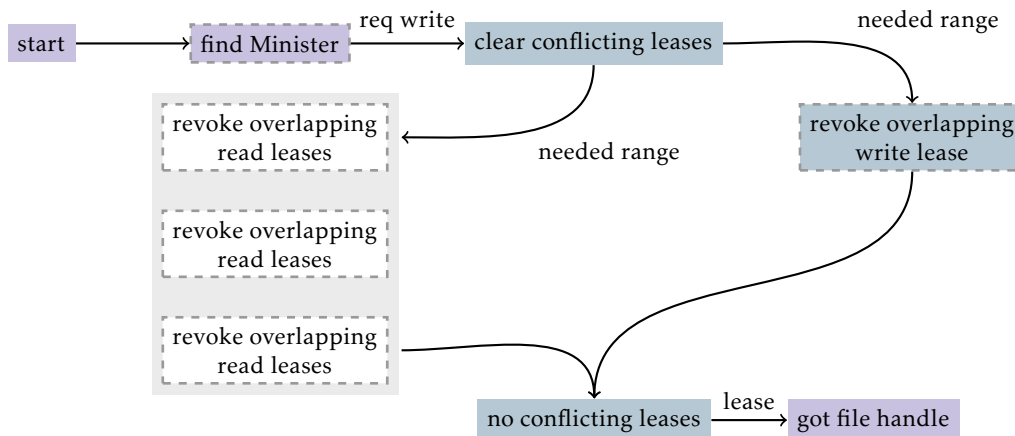 start
find Minister
req write
clear conflicting leases
needed range
revoke overlapping
read leases
needed range
revoke overlapping
write lease
revoke overlapping
read leases
revoke overlapping
read leases
no conflicting leases
lease
got file handle